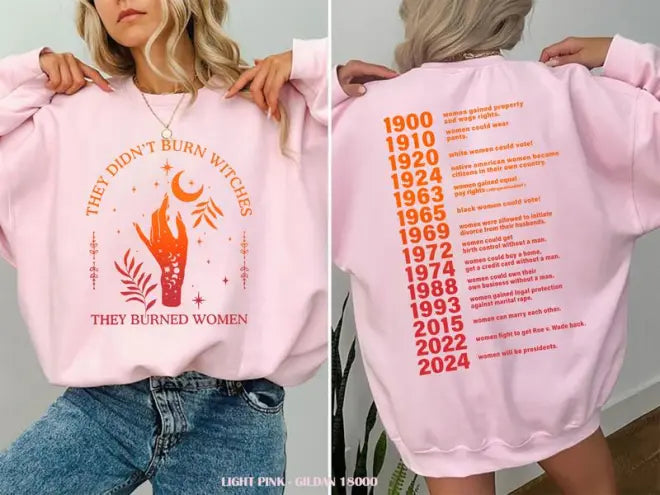 THEY DIDN'T BURN WITCHES
THEY BURNED WOMEN
1900 women gained property
and wage rights.
1910 women could wear
pants.
1920 white women could vote!
1924 native american women became
citizens in their own country.
1963 women gained equal
pay rights
1965 black women could vote!
1969 women were allowed to initiate
divorce from their husbands.
1972 women could get
birth control without a man.
1974 women could buy a home,
get a credit card without a man.
1988 women could own their
own business without a man.
1993 women gained legal protection
against marital rape.
2015 women can marry each other.
2022 women fight to get Roe v. Wade back.
2024 women will be presidents.
LIGHT PINK - GILDAN 18000